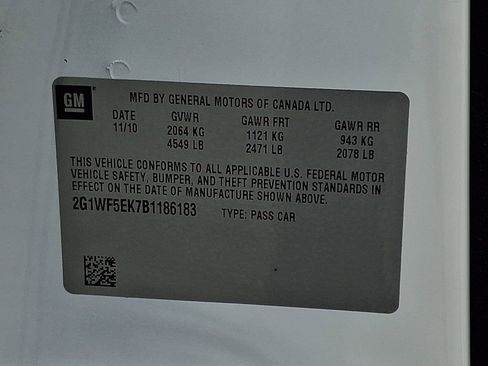 GM
MFD BY GENERAL MOTORS OF CANADA LTD.
DATE GVWR GAWR FRT GAWR RR
11/10 2064 KG 1121 KG 943 KG
4549 LB 2471 LB 2078 LB
THIS VEHICLE CONFORMS TO ALL APPLICABLE U.S. FEDERAL MOTOR
VEHICLE SAFETY, BUMPER, AND THEFT PREVENTION STANDARDS IN
EFFECT ON THE DATE OF MANUFACTURE SHOWN ABOVE.
2G1WF5EK7B1186183 TYPE: PASS CAR